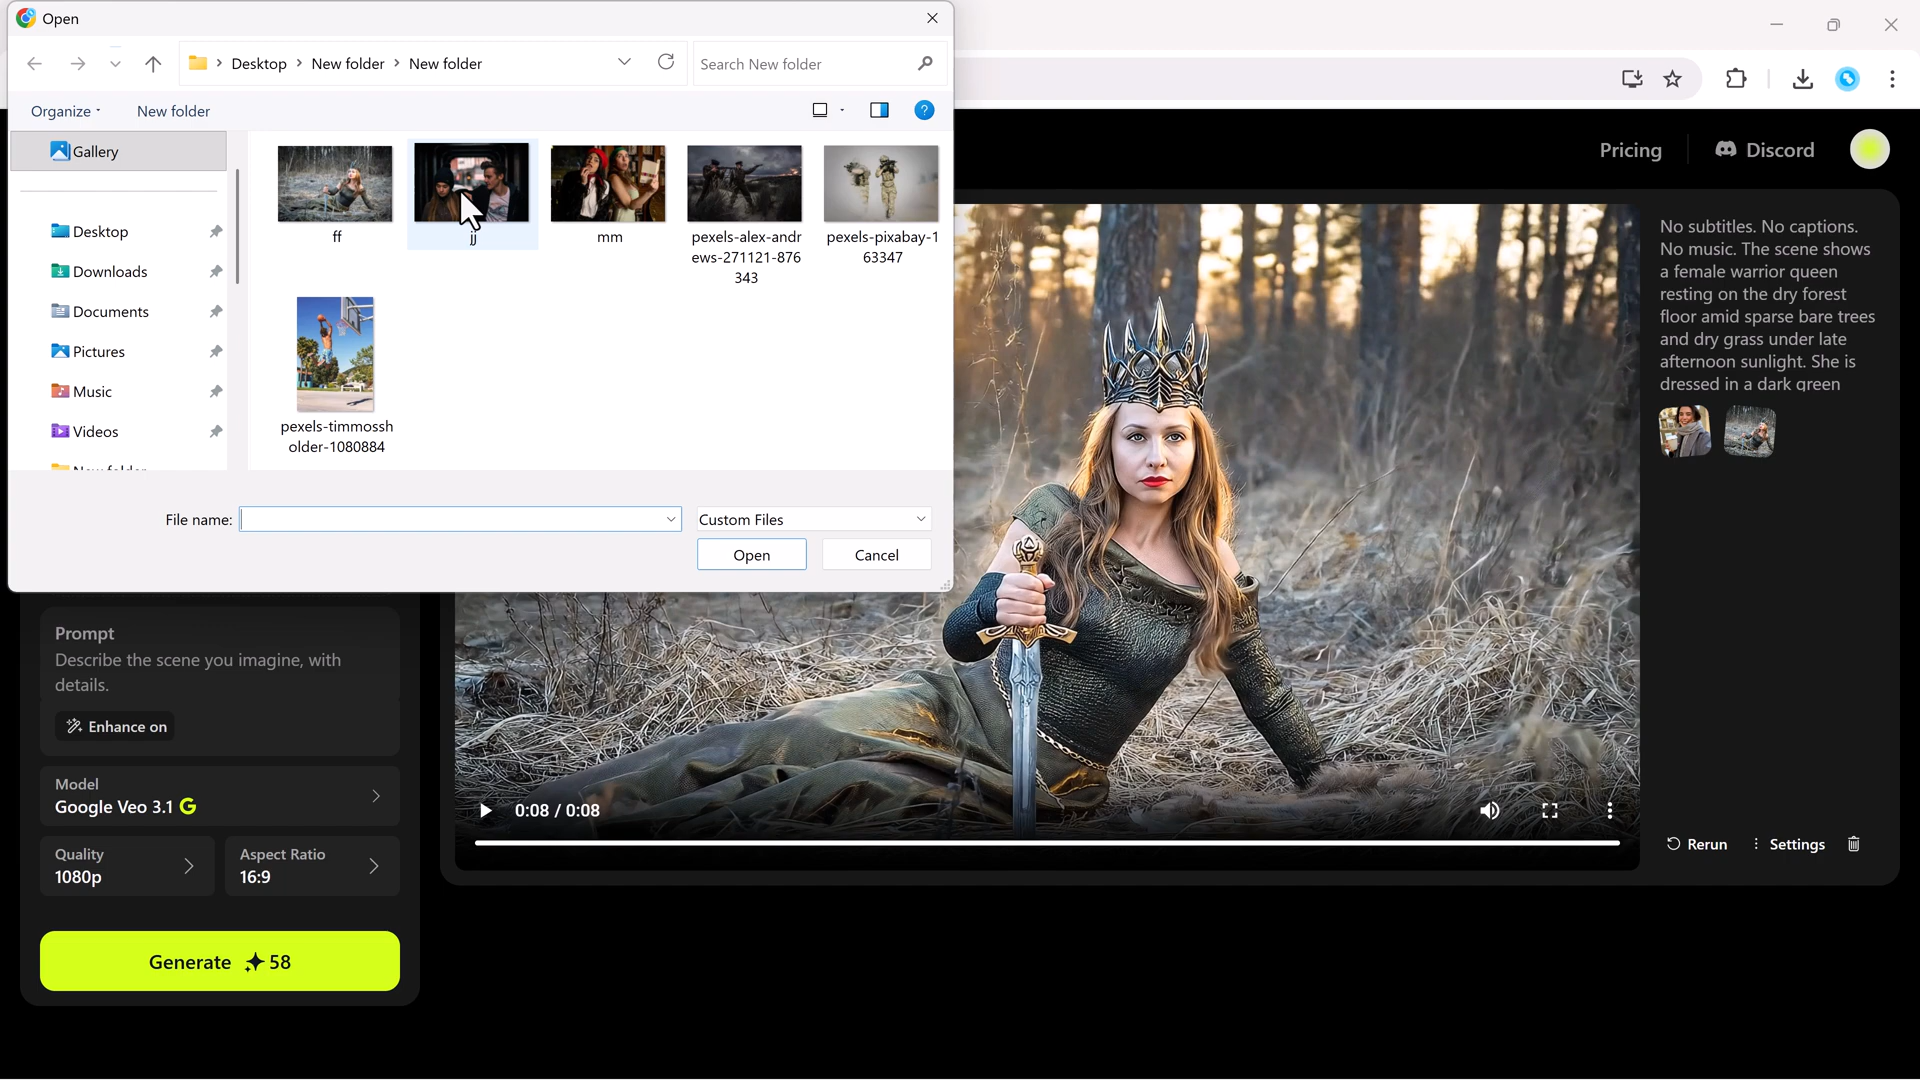 Open
Desktop > New folder > New folder
Search New folder
Organize
New folder
?
Gallery
Desktop
Downloads
Documents
Pictures
Music
Videos
ff
jj
mm
pexels-alex-andr
ews-271121-876
343
pexels-pixabay-1
63347
pexels-timmossh
older-1080884
File name:
Custom Files
Open
Cancel
Pricing
Discord
No subtitles. No captions.
No music. The scene shows
a female warrior queen
resting on the dry forest
floor amid sparse bare trees
and dry grass under late
afternoon sunlight. She is
dressed in a dark green
Prompt
Describe the scene you imagine, with
details.
Enhance on
Model
Google Veo 3.1 G
Quality
1080p
Aspect Ratio
16:9
Generate 58
0:08 / 0:08
Rerun
Settings